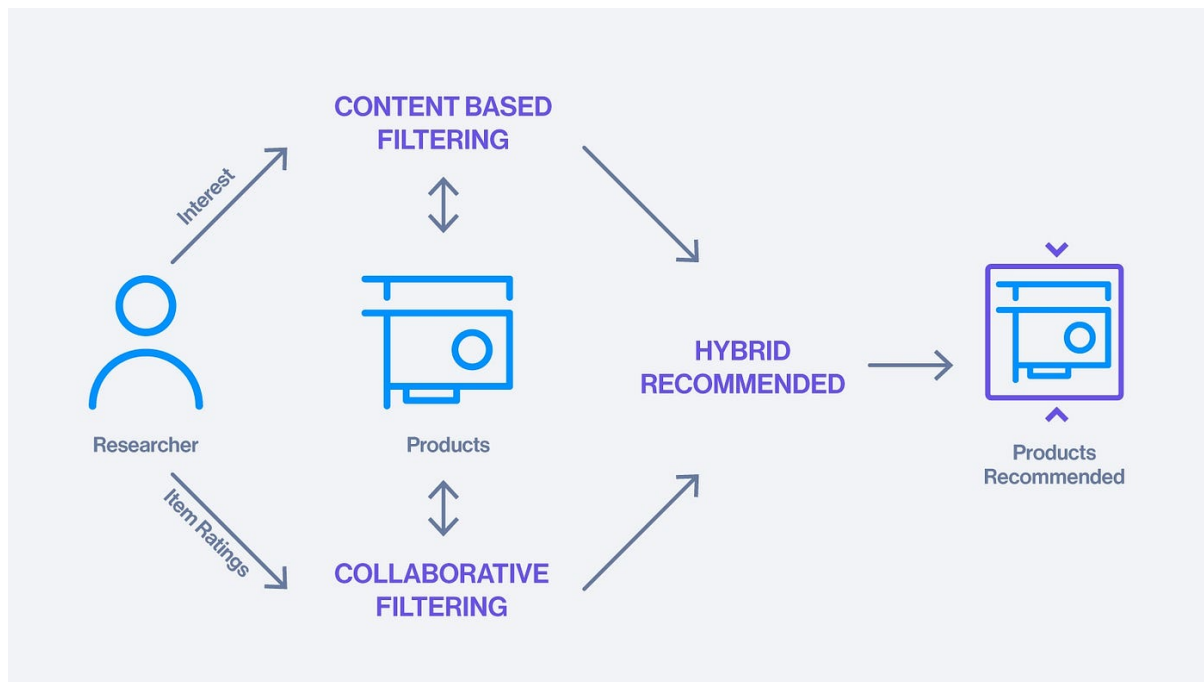 CONTENT BASED
FILTERING
Interest
Researcher
Products
HYBRID
RECOMMENDED
Products
Recommended
Item Ratings
COLLABORATIVE
FILTERING